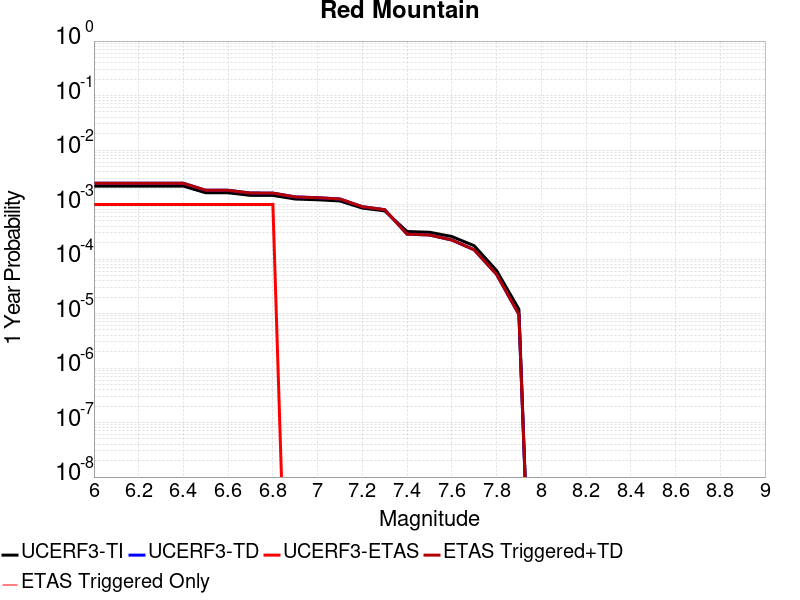 Red Mountain
10^0
10^-1
10^-2
10^-3
10^-4
10^-5
10^-6
10^-7
10^-8
1 Year Probability
6 6.2 6.4 6.6 6.8 7 7.2 7.4 7.6 7.8 8 8.2 8.4 8.6 8.8 9
Magnitude
UCERF3-TI UCERF3-TD UCERF3-ETAS ETAS Triggered+TD
ETAS Triggered Only